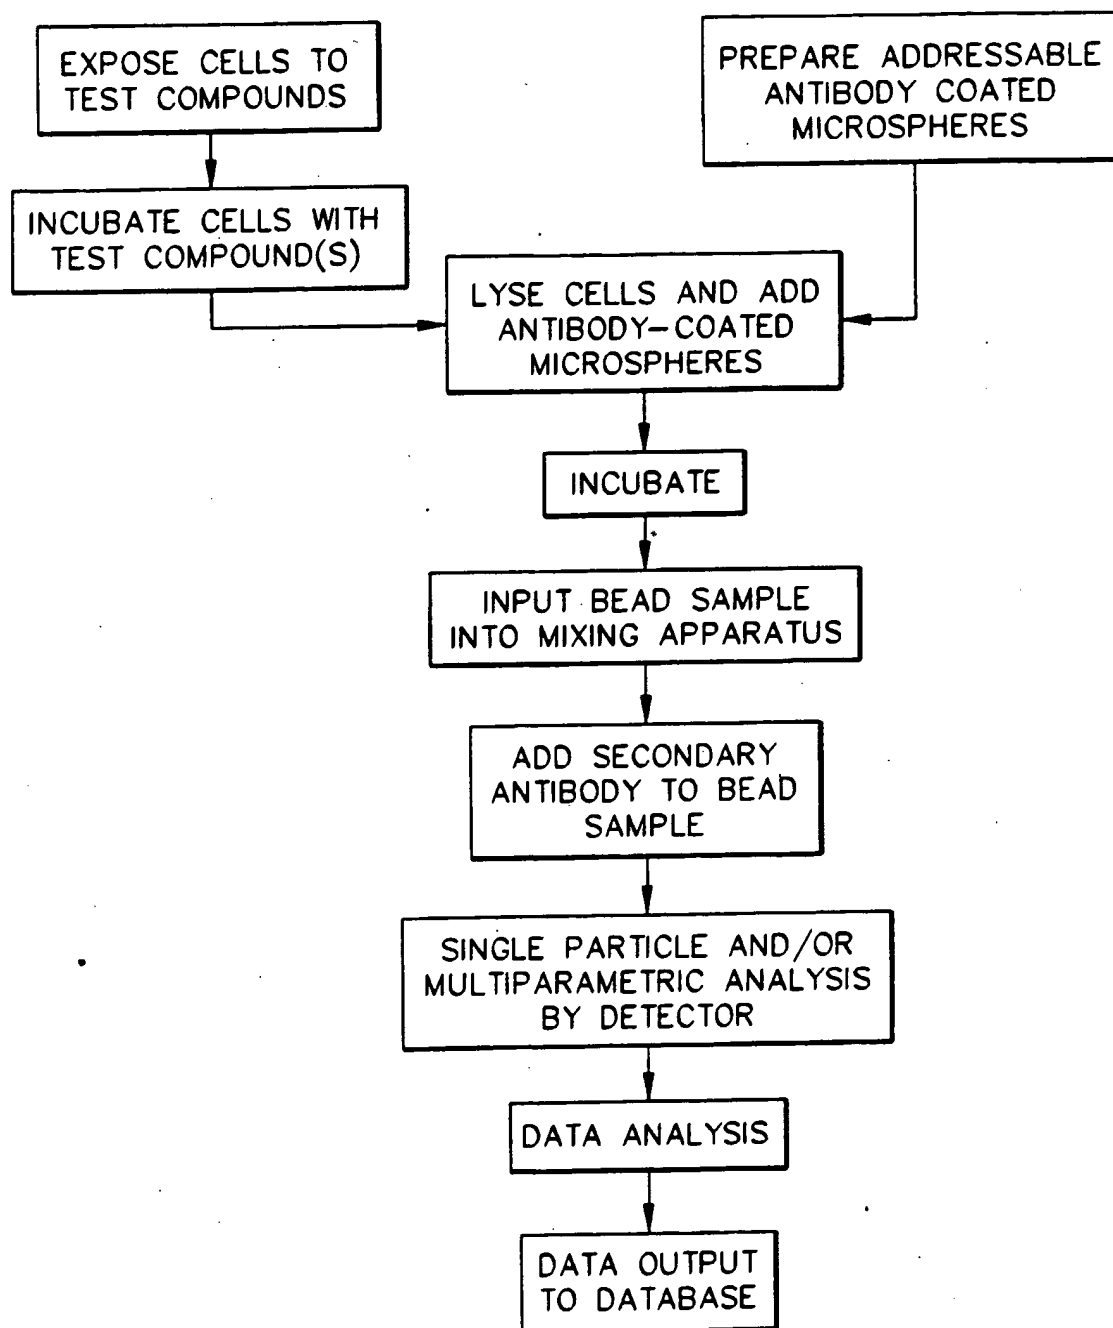 EXPOSE CELLS TO
TEST COMPOUNDS
PREPARE ADDRESSABLE
ANTIBODY COATED
MICROSPHERES
INCUBATE CELLS WITH
TEST COMPOUND(S)
LYSE CELLS AND ADD
ANTIBODY-COATED
MICROSPHERES
INCUBATE
INPUT BEAD SAMPLE
INTO MIXING APPARATUS
ADD SECONDARY
ANTIBODY TO BEAD
SAMPLE
SINGLE PARTICLE AND/OR
MULTIPARAMETRIC ANALYSIS
BY DETECTOR
DATA ANALYSIS
DATA OUTPUT
TO DATABASE